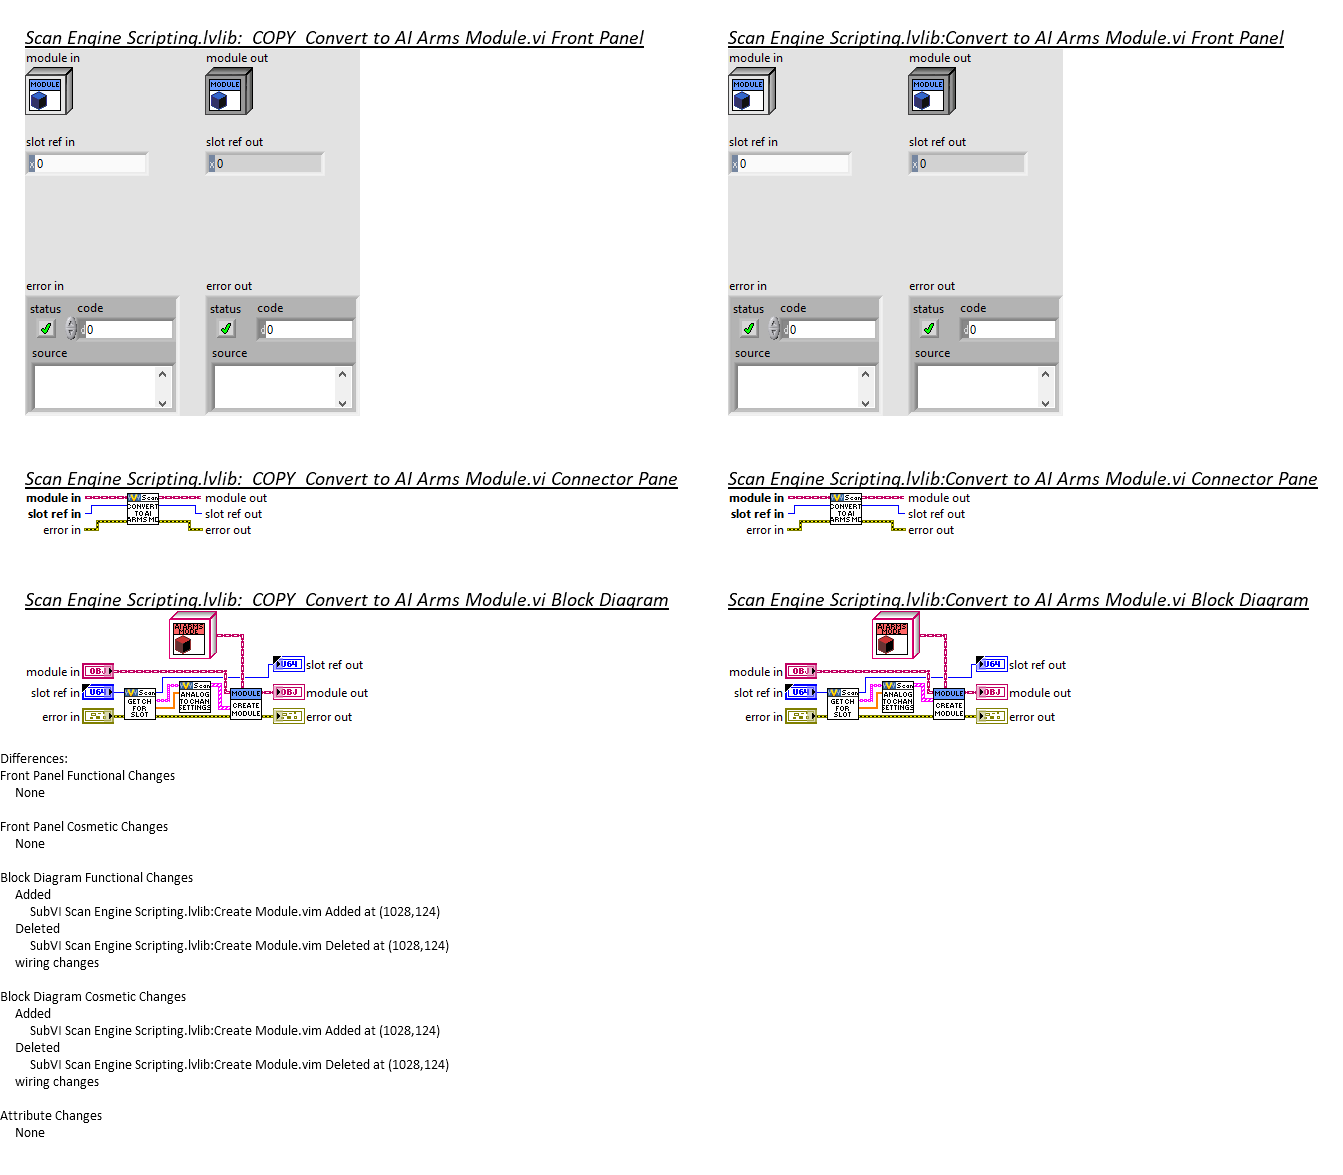 Scan Engine Scripting.lvlib:  COPY  Convert to AI Arms Module.vi Front Panel
module in
module out
MODULE
MODULE
slot ref in
slot ref out
x 0
x 0
error in
error out
status
code
status
code
d 0
d 0
source
source
Scan Engine Scripting.lvlib:Convert to AI Arms Module.vi Front Panel
module in
module out
MODULE
MODULE
slot ref in
slot ref out
x 0
x 0
error in
error out
status
code
status
code
d 0
d 0
source
source
Scan Engine Scripting.lvlib:  COPY  Convert to AI Arms Module.vi Connector Pane
module in
Scan
module out
slot ref in
CONVERT
TO AI
ARMS MO
slot ref out
error in
error out
Scan Engine Scripting.lvlib:Convert to AI Arms Module.vi Connector Pane
module in
Scan
module out
slot ref in
CONVERT
TO AI
ARMS MO
slot ref out
error in
error out
Scan Engine Scripting.lvlib:  COPY  Convert to AI Arms Module.vi Block Diagram
AI ARMS
MODE
module in
OBJ
U64
slot ref out
slot ref in
U64
Scan
GET CH
FOR
SLOT
Scan
ANALOG
TO CHAN
SETTINGS
MODULE
CREATE
MODULE
OBJ
module out
error in
error out
Scan Engine Scripting.lvlib:Convert to AI Arms Module.vi Block Diagram
AI ARMS
MODE
module in
OBJ
U64
slot ref out
slot ref in
U64
Scan
GET CH
FOR
SLOT
Scan
ANALOG
TO CHAN
SETTINGS
MODULE
CREATE
MODULE
OBJ
module out
error in
error out
Differences:
Front Panel Functional Changes
None
Front Panel Cosmetic Changes
None
Block Diagram Functional Changes
Added
SubVI Scan Engine Scripting.lvlib:Create Module.vim Added at (1028,124)
Deleted
SubVI Scan Engine Scripting.lvlib:Create Module.vim Deleted at (1028,124)
wiring changes
Block Diagram Cosmetic Changes
Added
SubVI Scan Engine Scripting.lvlib:Create Module.vim Added at (1028,124)
Deleted
SubVI Scan Engine Scripting.lvlib:Create Module.vim Deleted at (1028,124)
wiring changes
Attribute Changes
None